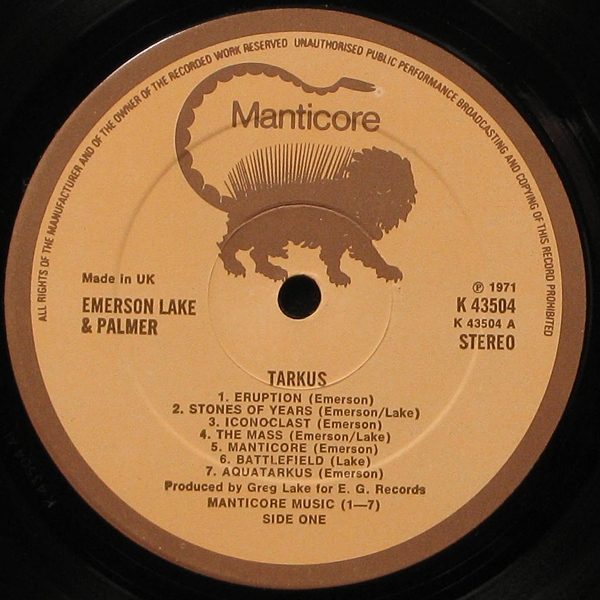 ALL RIGHTS OF THE MANUFACTURER AND OF THE OWNER OF THE RECORDED WORK RESERVED UNAUTHORISED PUBLIC PERFORMANCE BROADCASTING AND COPYING OF THIS RECORD PROHIBITED
Manticore
Made in UK
EMERSON LAKE
& PALMER
℗ 1971
K 43504
K 43504 A
STEREO
TARKUS
1. ERUPTION (Emerson)
2. STONES OF YEARS (Emerson/Lake)
3. ICONOCLAST (Emerson)
4. THE MASS (Emerson/Lake)
5. MANTICORE (Emerson)
6. BATTLEFIELD (Lake)
7. AQUATARKUS (Emerson)
Produced by Greg Lake for E. G. Records
MANTICORE MUSIC (1—7)
SIDE ONE